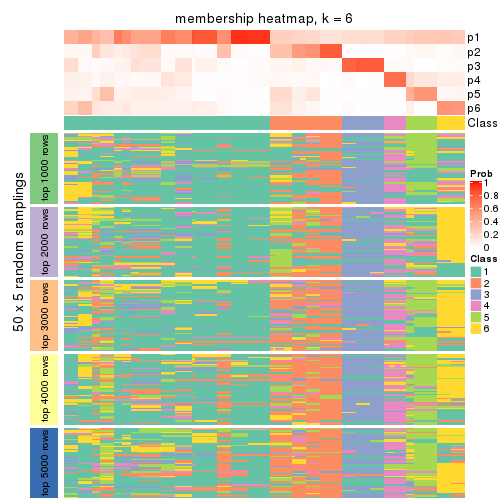 membership heatmap, k = 6
p1
p2
p3
p4
p5
p6
Class
50 x 5 random samplings
top 1000 rows
top 2000 rows
top 3000 rows
top 4000 rows
top 5000 rows
Prob
1
0.8
0.6
0.4
0.2
0
Class
1
2
3
4
5
6